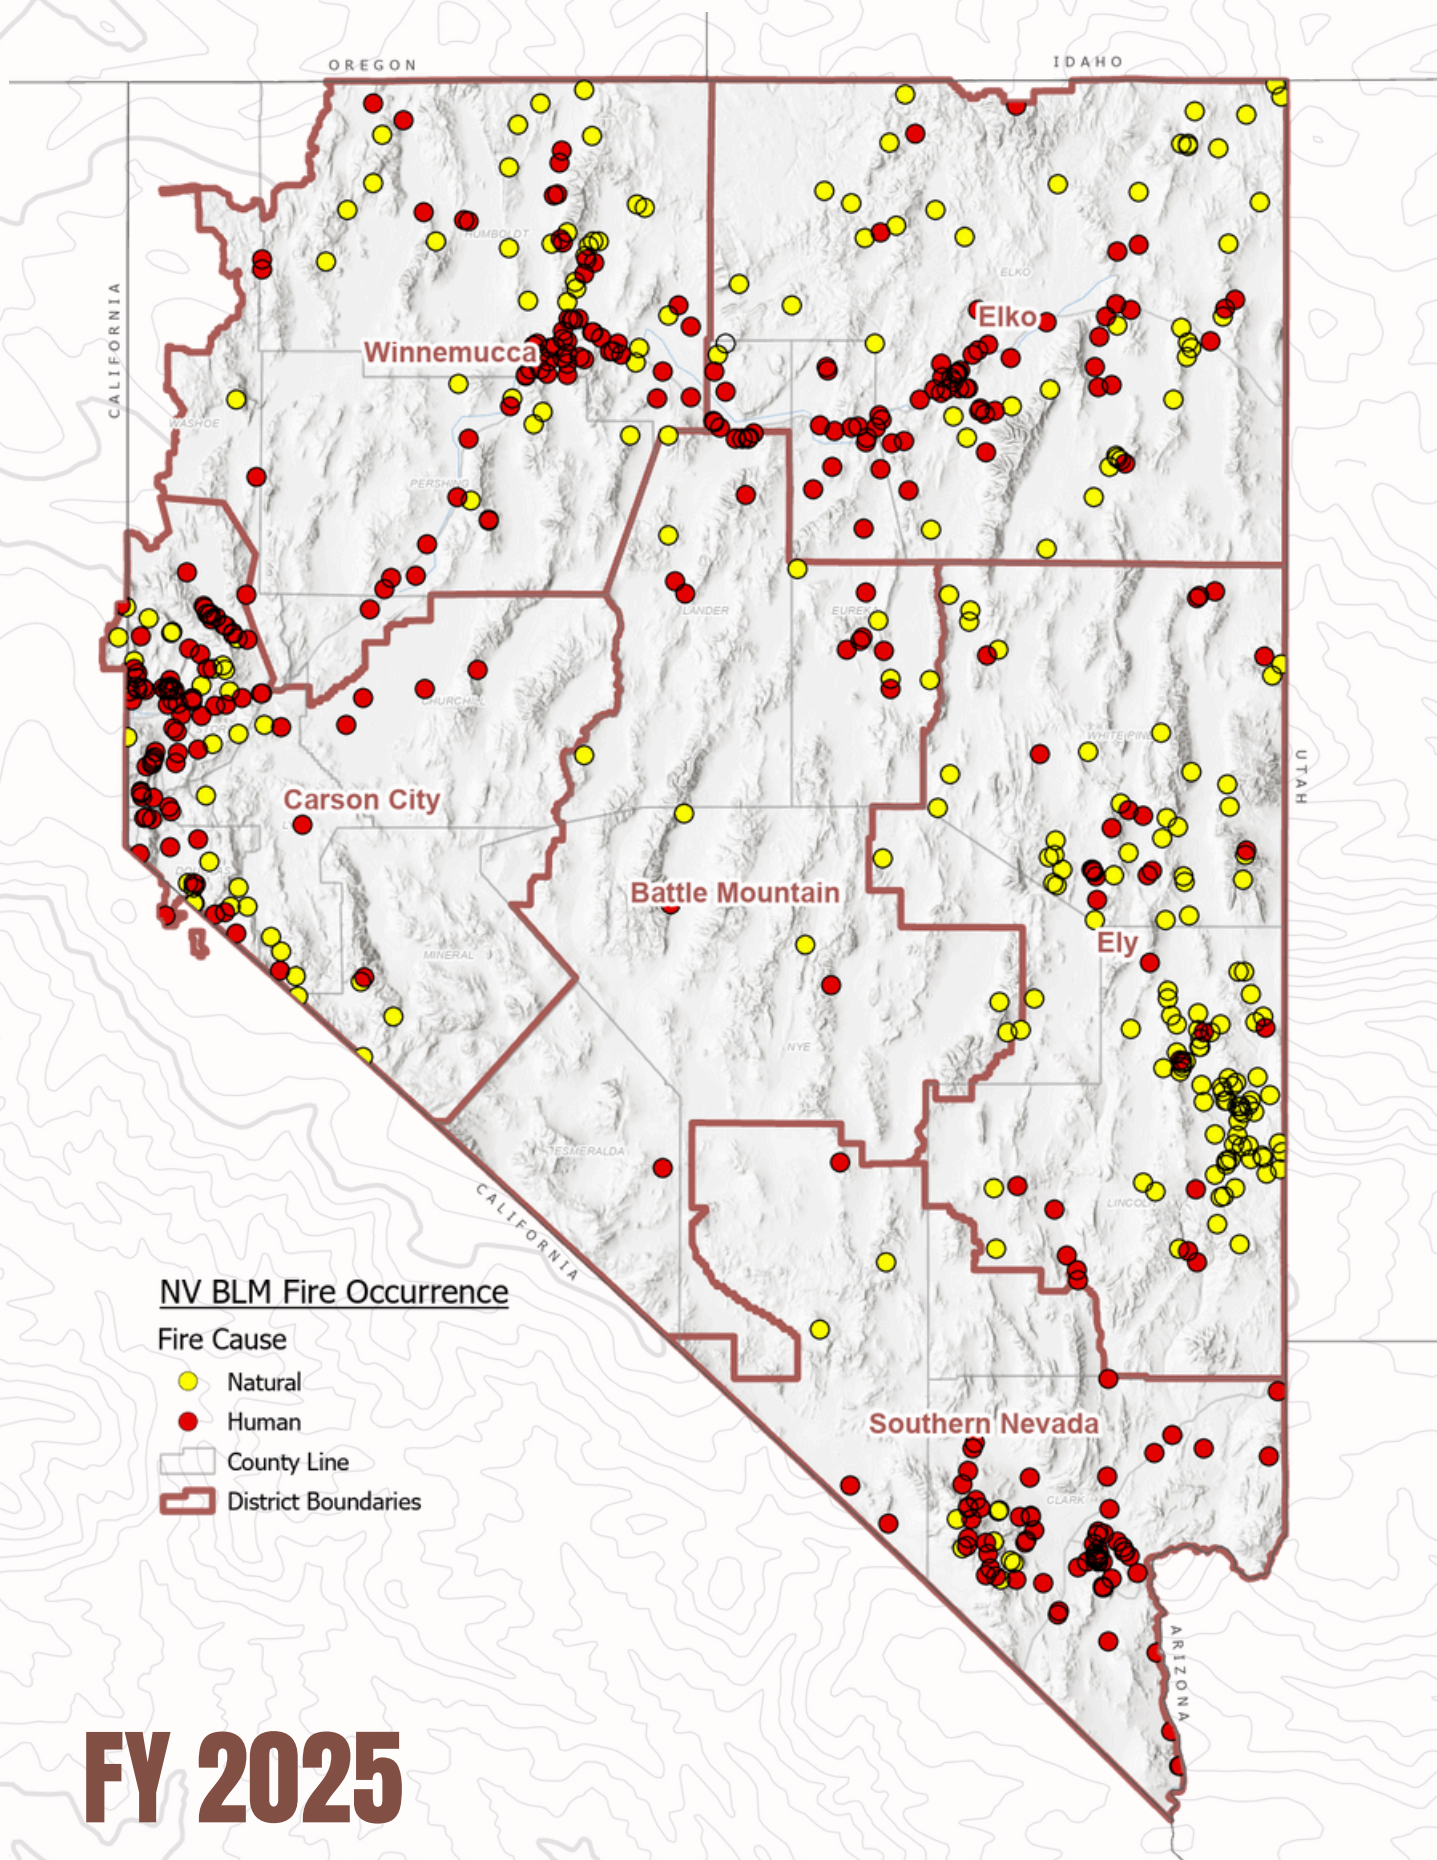 OREGON
IDAHO
HUMBOLDT
ELKO
Elko
CALIFORNIA
Winnemucca
WASHOE
PERSHING
LANDER
EUREKA
CHURCHILL
WHITE PINE
UTAH
Carson City
Battle Mountain
Ely
MINERAL
NYE
ESMERALDA
CALIFORNIA
LINCOLN
NV BLM Fire Occurrence
Fire Cause
Natural
Human
County Line
District Boundaries
Southern Nevada
CLARK
ARIZONA
FY 2025